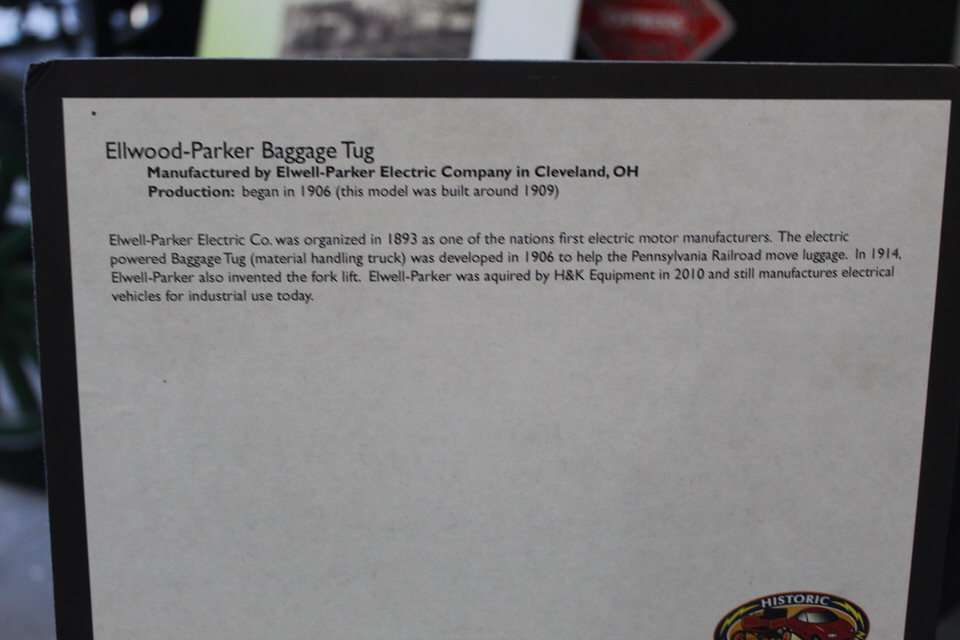 Ellwood-Parker Baggage Tug
Manufactured by Elwell-Parker Electric Company in Cleveland, OH
Production: began in 1906 (this model was built around 1909)
Elwell-Parker Electric Co. was organized in 1893 as one of the nations first electric motor manufacturers. The electric
powered Baggage Tug (material handling truck) was developed in 1906 to help the Pennsylvania Railroad move luggage. In 1914,
Elwell-Parker also invented the fork lift. Elwell-Parker was aquired by H&K Equipment in 2010 and still manufactures electrical
vehicles for industrial use today.
HISTORIC